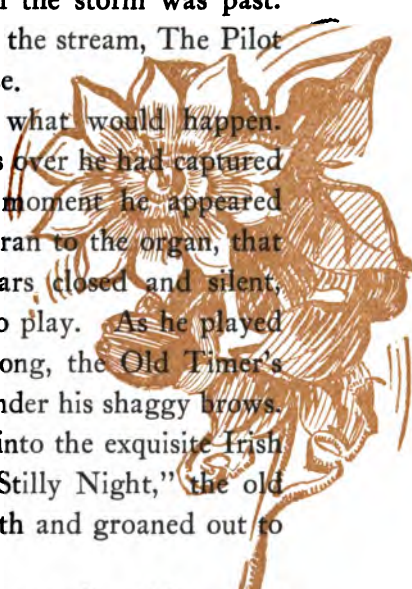 the storm was past.
the stream, The Pilot
e.
what would happen.
s over he had captured
moment he appeared
ran to the organ, that
ars closed and silent,
o play. As he played
ong, the Old Timer's
nder his shaggy brows.
into the exquisite Irish
Stilly Night," the old
th and groaned out to